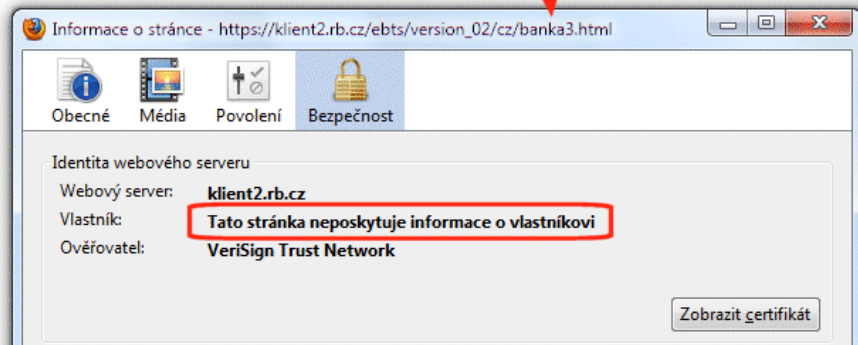 Informace o stránce - https://klient2.rb.cz/ebts/version_02/cz/banka3.html
Obecné Média Povolení Bezpečnost
Identita webového serveru
Webový server: klient2.rb.cz
Vlastník: Tato stránka neposkytuje informace o vlastníkovi
Ověřovatel: VeriSign Trust Network
Zobrazit certifikát